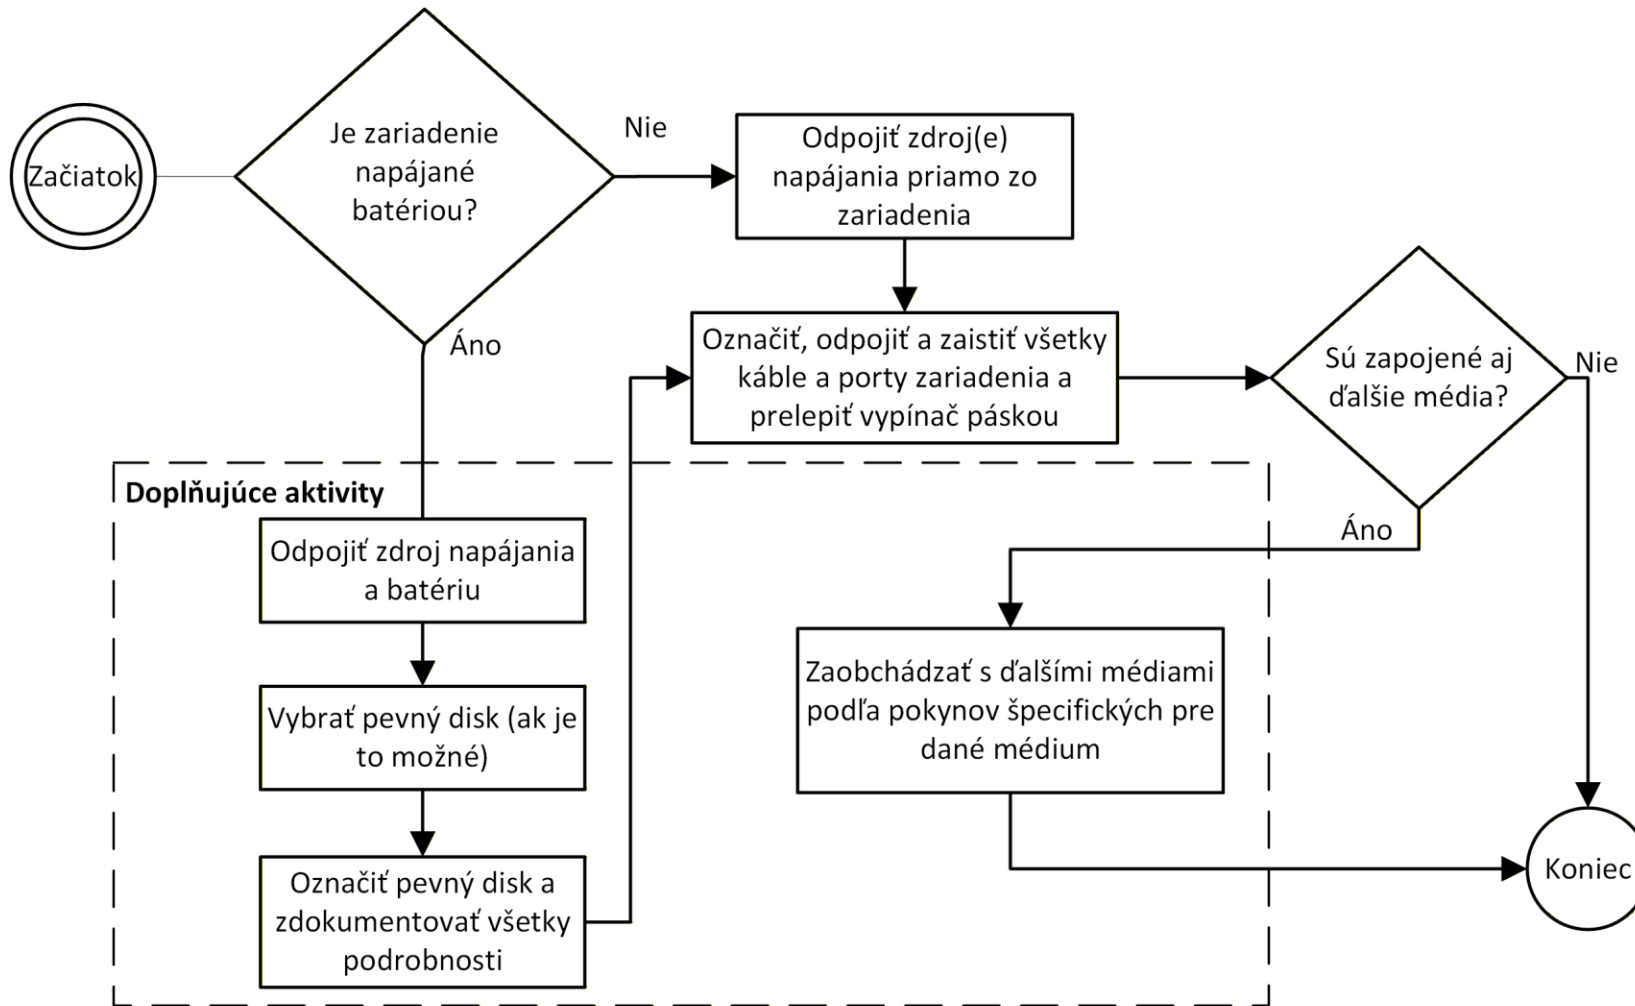 Začiatok
Je zariadenie
napájané
batériou?
Nie
Odpojiť zdroj(e)
napájania priamo zo
zariadenia
Áno
Označiť, odpojiť a zaistiť všetky
káble a porty zariadenia a
prelepiť vypínač páskou
Sú zapojené aj
ďalšie média?
Nie
Áno
Doplňujúce aktivity
Odpojiť zdroj napájania
a batériu
Vybrať pevný disk (ak je
to možné)
Označiť pevný disk a
zdokumentovať všetky
podrobnosti
Zaobchádzať s ďalšími médiami
podľa pokynov špecifických pre
dané médium
Koniec